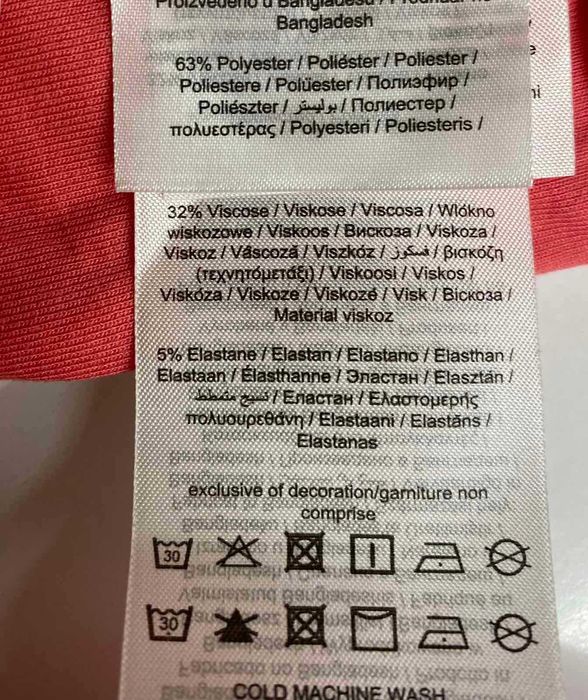 Bangladesh
63% Polyester / Poliéster / Poliester /
Poliestere / Polüester / Полиэфир /
Poliészter / بوليستر / Полиестер /
πολυεστέρας / Polyesteri / Poliesteris /
32% Viscose / Viskose / Viscosa / Włókno
wiskozowe / Viskoos / Вискоза / Viskoza /
Viskoz / Vâscoză / Viszkóz / فسكوز / βισκόζη
(τεχνητόμετάξι) / Viskoosi / Viskos /
Viskóza / Viskoze / Viskozė / Visk / Віскоза /
Material viskoz
5% Elastane / Elastan / Elastano / Elasthan /
Elastaan / Élasthanne / Эластан / Elasztán /
نسيج متمطط / Еластан / Ελαστομερής
πολυουρεθάνη / Elastaani / Elastāns /
Elastanas
exclusive of decoration/garniture non
comprise
30
30
COLD MACHINE WASH